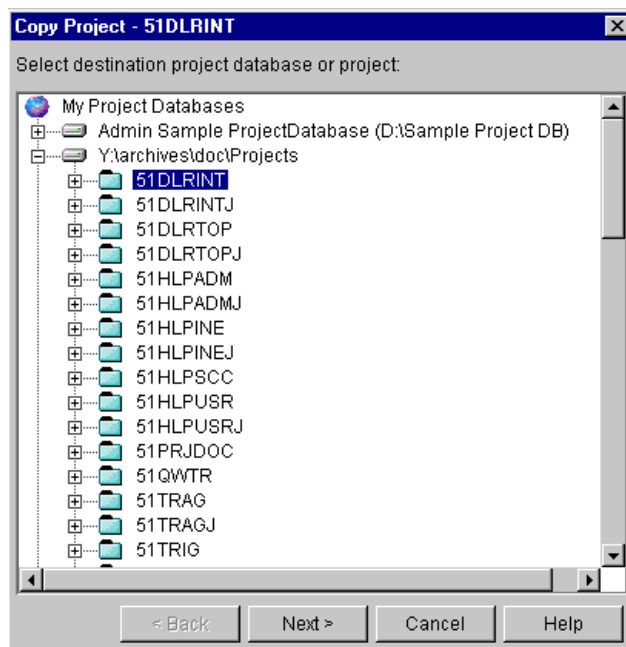 Copy Project - 51DLRINT
Select destination project database or project:
My Project Databases
Admin Sample ProjectDatabase (D:\Sample Project DB)
Y:\archives\doc\Projects
51DLRINT
51DLRINTJ
51DLRTOP
51DLRTOPJ
51HLPADM
51HLPADMJ
51HLPINE
51HLPINEJ
51HLPSCC
51HLPUSR
51HLPUSRJ
51PRJDOC
51QWTR
51TRAG
51TRAGJ
51TRIG
< Back Next > Cancel Help